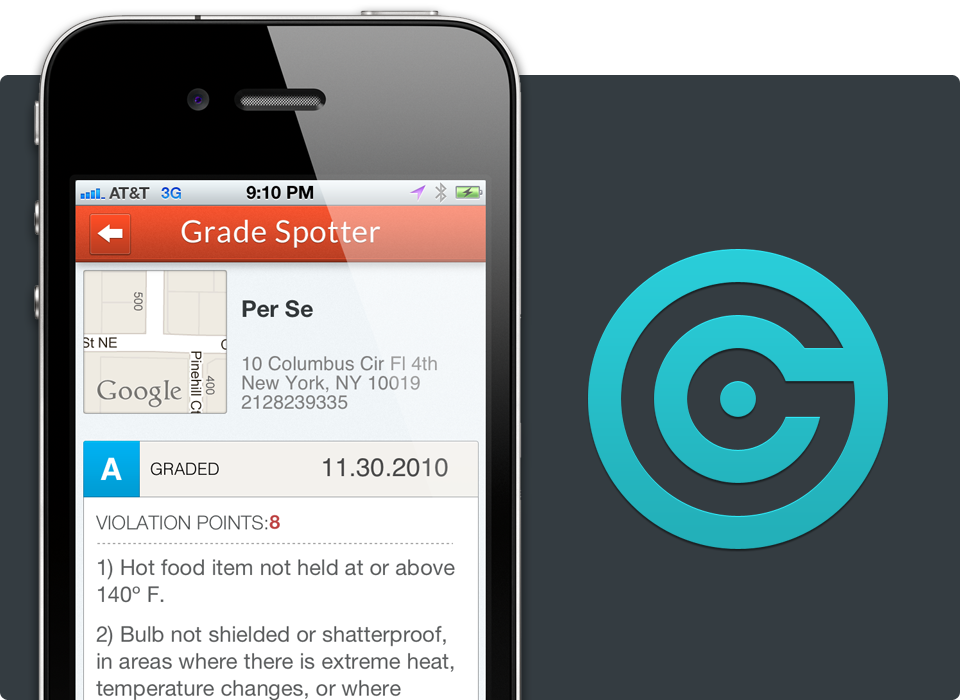 AT&T 3G 9:10 PM
Grade Spotter
500
St NE
Pinehill Ct
400
Google
Per Se
10 Columbus Cir Fl 4th
New York, NY 10019
2128239335
A GRADED 11.30.2010
VIOLATION POINTS:8
1) Hot food item not held at or above
140º F.
2) Bulb not shielded or shatterproof,
in areas where there is extreme heat,
temperature changes, or where